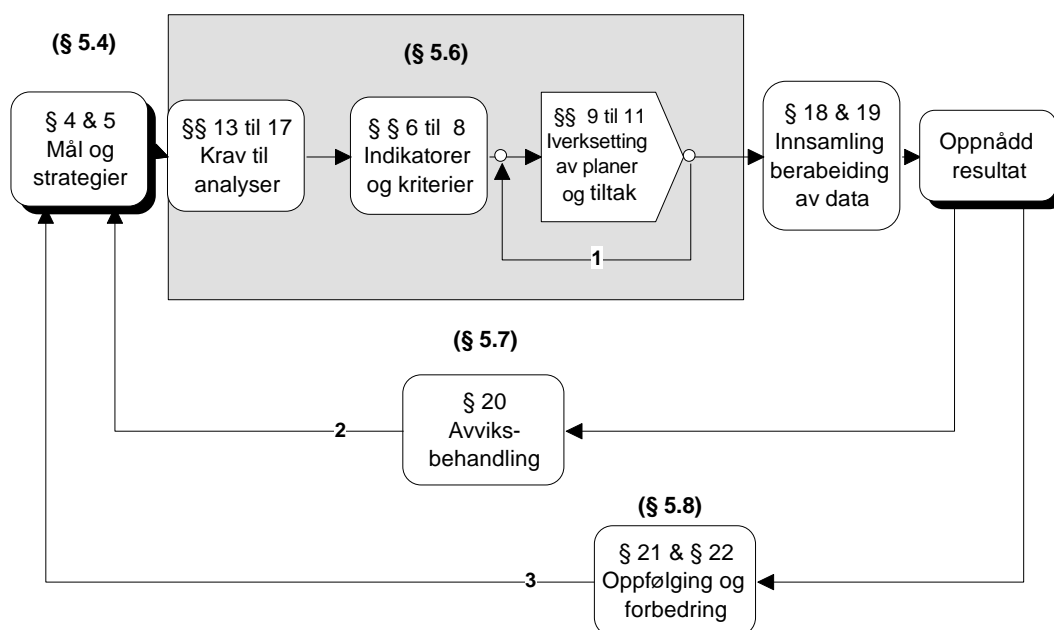 (§ 5.4)
(§ 5.6)
§ 4 & 5
Mål og
strategier
§§ 13 til 17
Krav til
analyser
§ § 6 til 8
Indikatorer
og kriterier
§§ 9 til 11
Iverksetting
av planer
og tiltak
§ 18 & 19
Innsamling
berabeiding
av data
Oppnådd
resultat
1
(§ 5.7)
§ 20
Avviks-
behandling
2
(§ 5.8)
§ 21 & § 22
Oppfølging og
forbedring
3